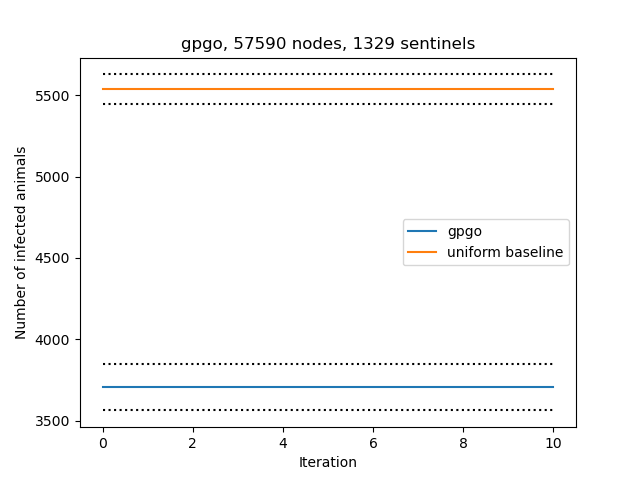 gpgo, 57590 nodes, 1329 sentinels
Number of infected animals
5500
5000
4500
4000
3500
gpgo
uniform baseline
0 2 4 6 8 10
Iteration